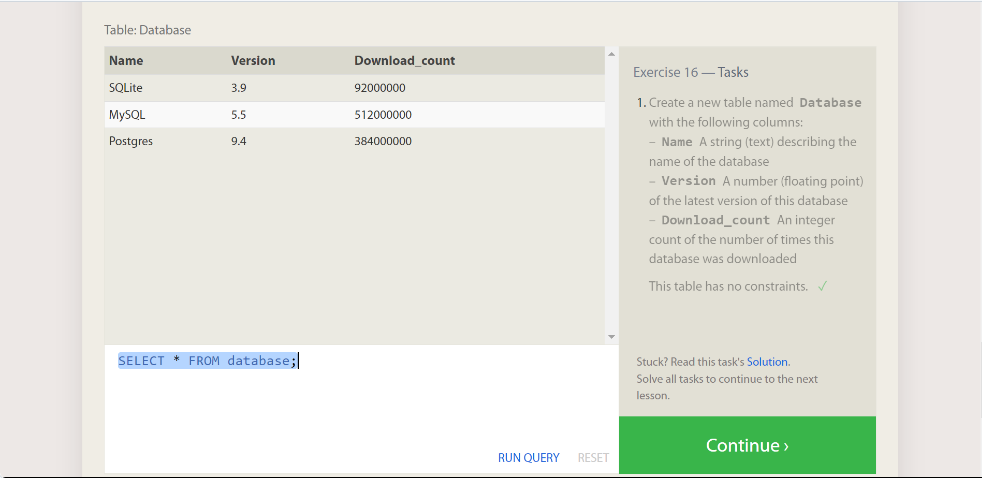 Table: Database
Name Version Download_count
SQLite 3.9 92000000
MySQL 5.5 512000000
Postgres 9.4 384000000
SELECT * FROM database;
RUN QUERY RESET
Exercise 16 — Tasks
1. Create a new table named Database
with the following columns:
– Name A string (text) describing the
name of the database
– Version A number (floating point)
of the latest version of this database
– Download_count An integer
count of the number of times this
database was downloaded
This table has no constraints. ✓
Stuck? Read this task's Solution.
Solve all tasks to continue to the next
lesson.
Continue ›